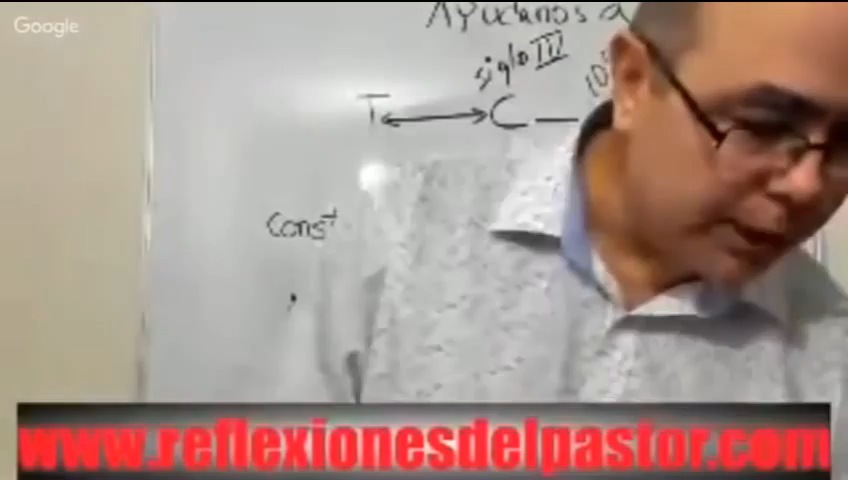 Google
Ayudanos a
siglo III
T C
const
www.reflexionesdelpastor.com